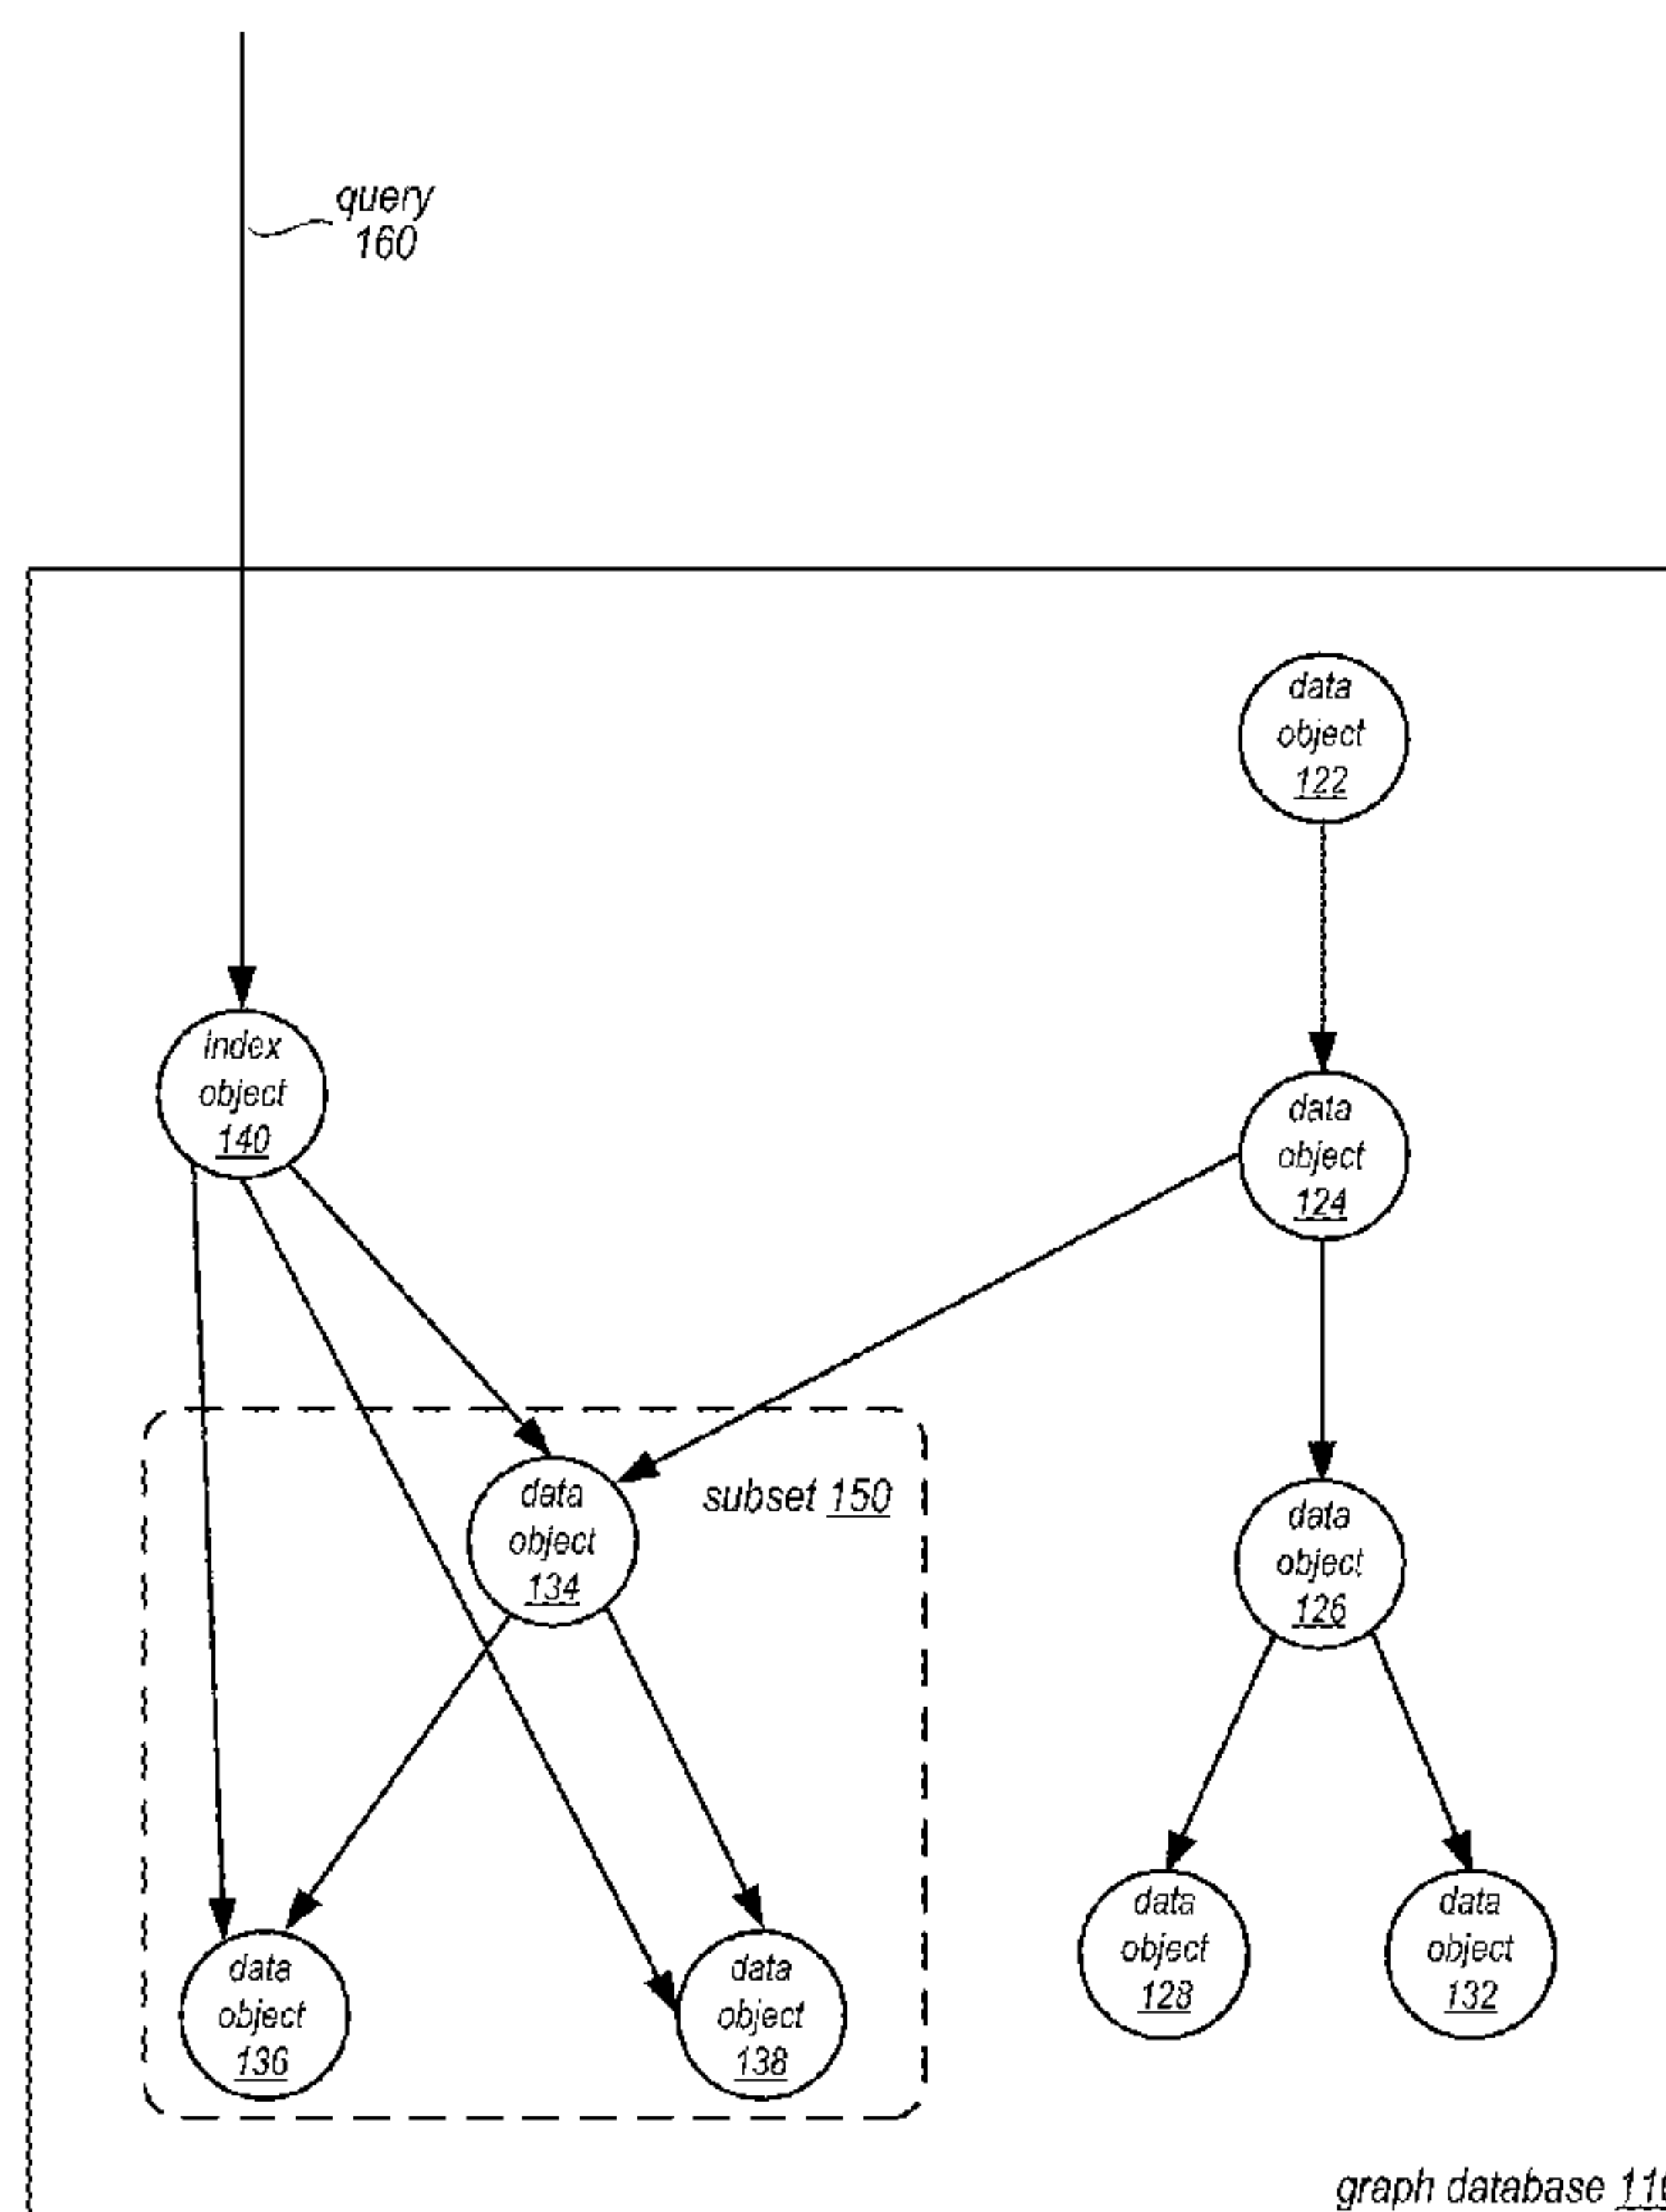 query
160
data
object
122
index
object
140
data
object
124
data
object
134
subset 150
data
object
126
data
object
128
data
object
132
data
object
136
data
object
138
graph database 110